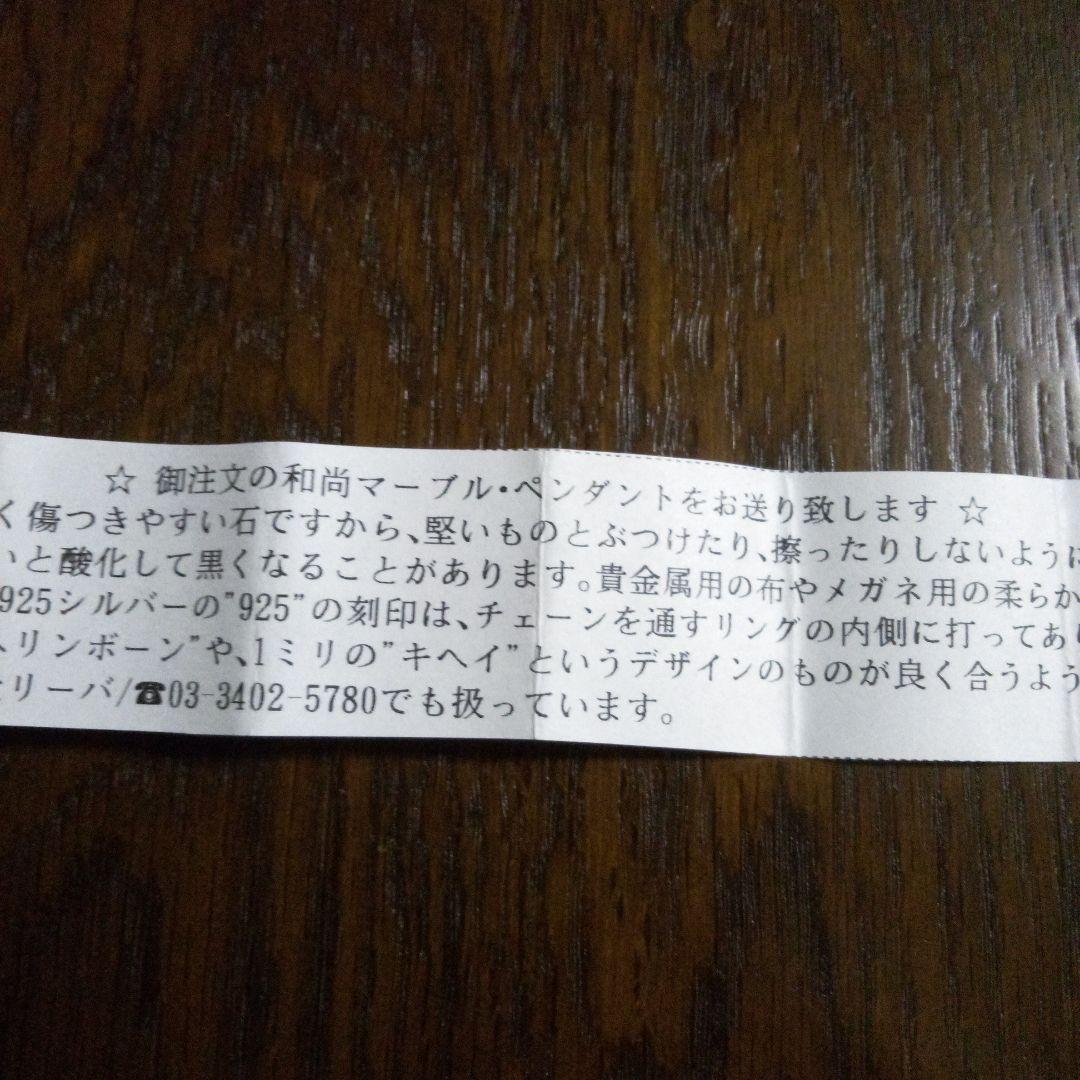 ☆ 御注文の和尚マーブル・ペンダントをお送り致します ☆
く傷つきやすい石ですから、堅いものとぶつけたり、擦ったりしないように
いと酸化して黒くなることがあります。貴金属用の布やメガネ用の柔らか
925シルバーの"925"の刻印は、チェーンを通すリングの内側に打ってあり
ヘリンボーン"や、1ミリの"キヘイ"というデザインのものが良く合うよう
リーバ/☎03-3402-5780でも扱っています。